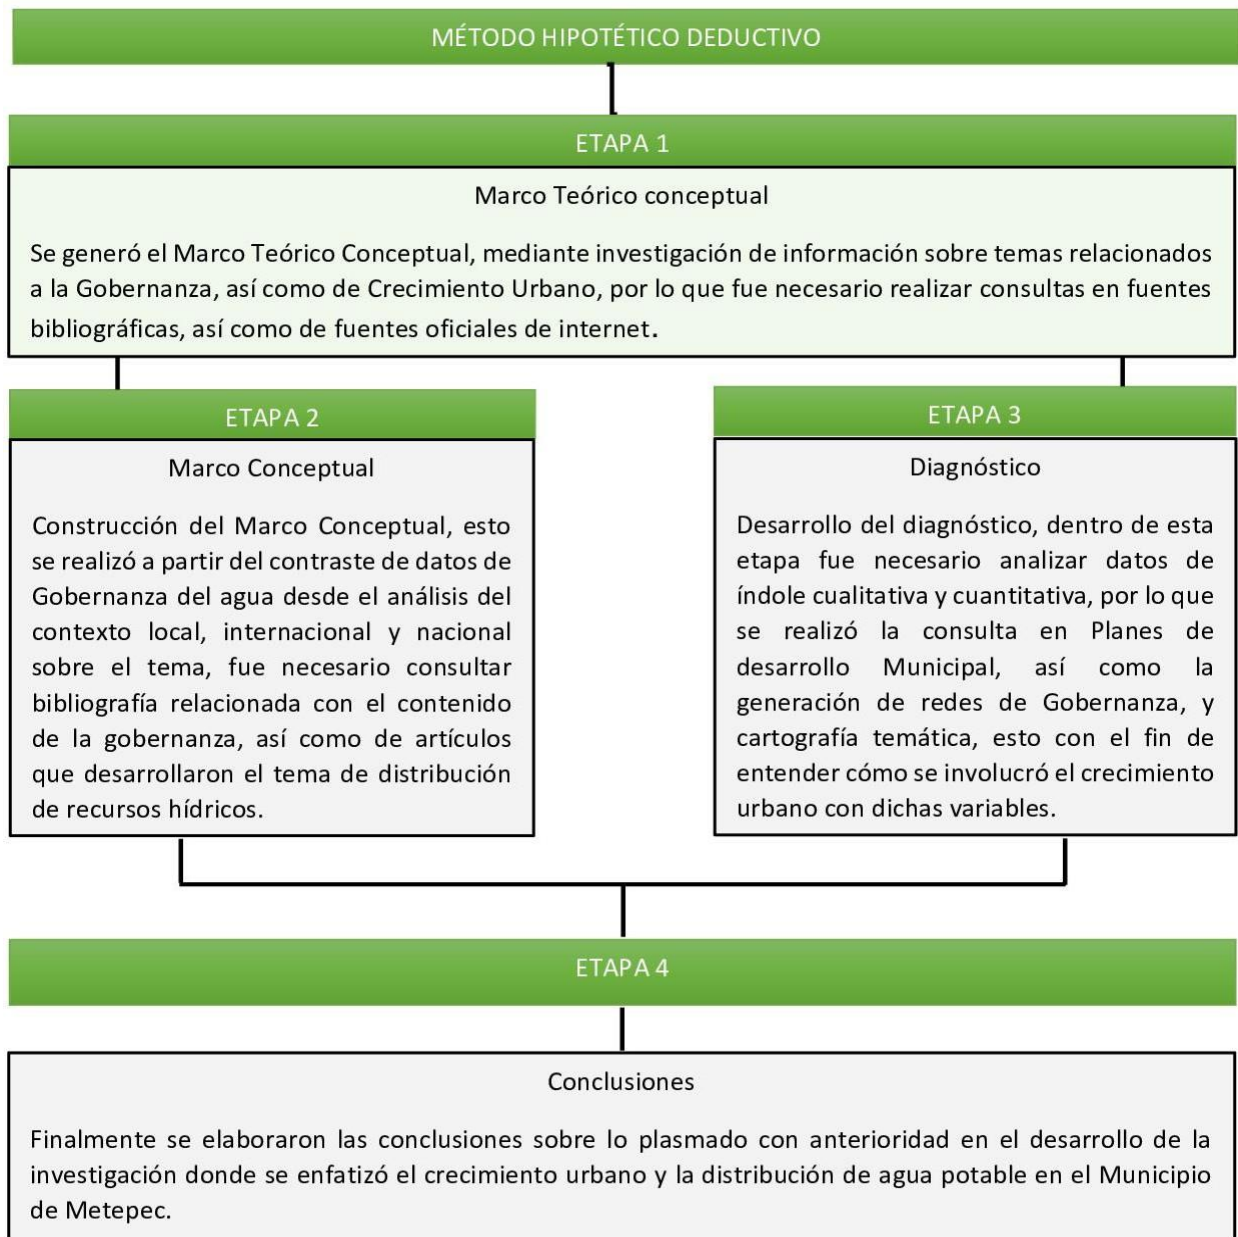 MÉTODO HIPOTÉTICO DEDUCTIVO
ETAPA 1
Marco Teórico conceptual
Se generó el Marco Teórico Conceptual, mediante investigación de información sobre temas relacionados
a la Gobernanza, así como de Crecimiento Urbano, por lo que fue necesario realizar consultas en fuentes
bibliográficas, así como de fuentes oficiales de internet.
ETAPA 2
Marco Conceptual
Construcción del Marco Conceptual, esto
se realizó a partir del contraste de datos de
Gobernanza del agua desde el análisis del
contexto local, internacional y nacional
sobre el tema, fue necesario consultar
bibliografía relacionada con el contenido
de la gobernanza, así como de artículos
que desarrollaron el tema de distribución
de recursos hídricos.
ETAPA 3
Diagnóstico
Desarrollo del diagnóstico, dentro de esta
etapa fue necesario analizar datos de
índole cualitativa y cuantitativa, por lo que
se realizó la consulta en Planes de
desarrollo Municipal, así como la
generación de redes de Gobernanza, y
cartografía temática, esto con el fin de
entender cómo se involucró el crecimiento
urbano con dichas variables.
ETAPA 4
Conclusiones
Finalmente se elaboraron las conclusiones sobre lo plasmado con anterioridad en el desarrollo de la
investigación donde se enfatizó el crecimiento urbano y la distribución de agua potable en el Municipio
de Metepec.